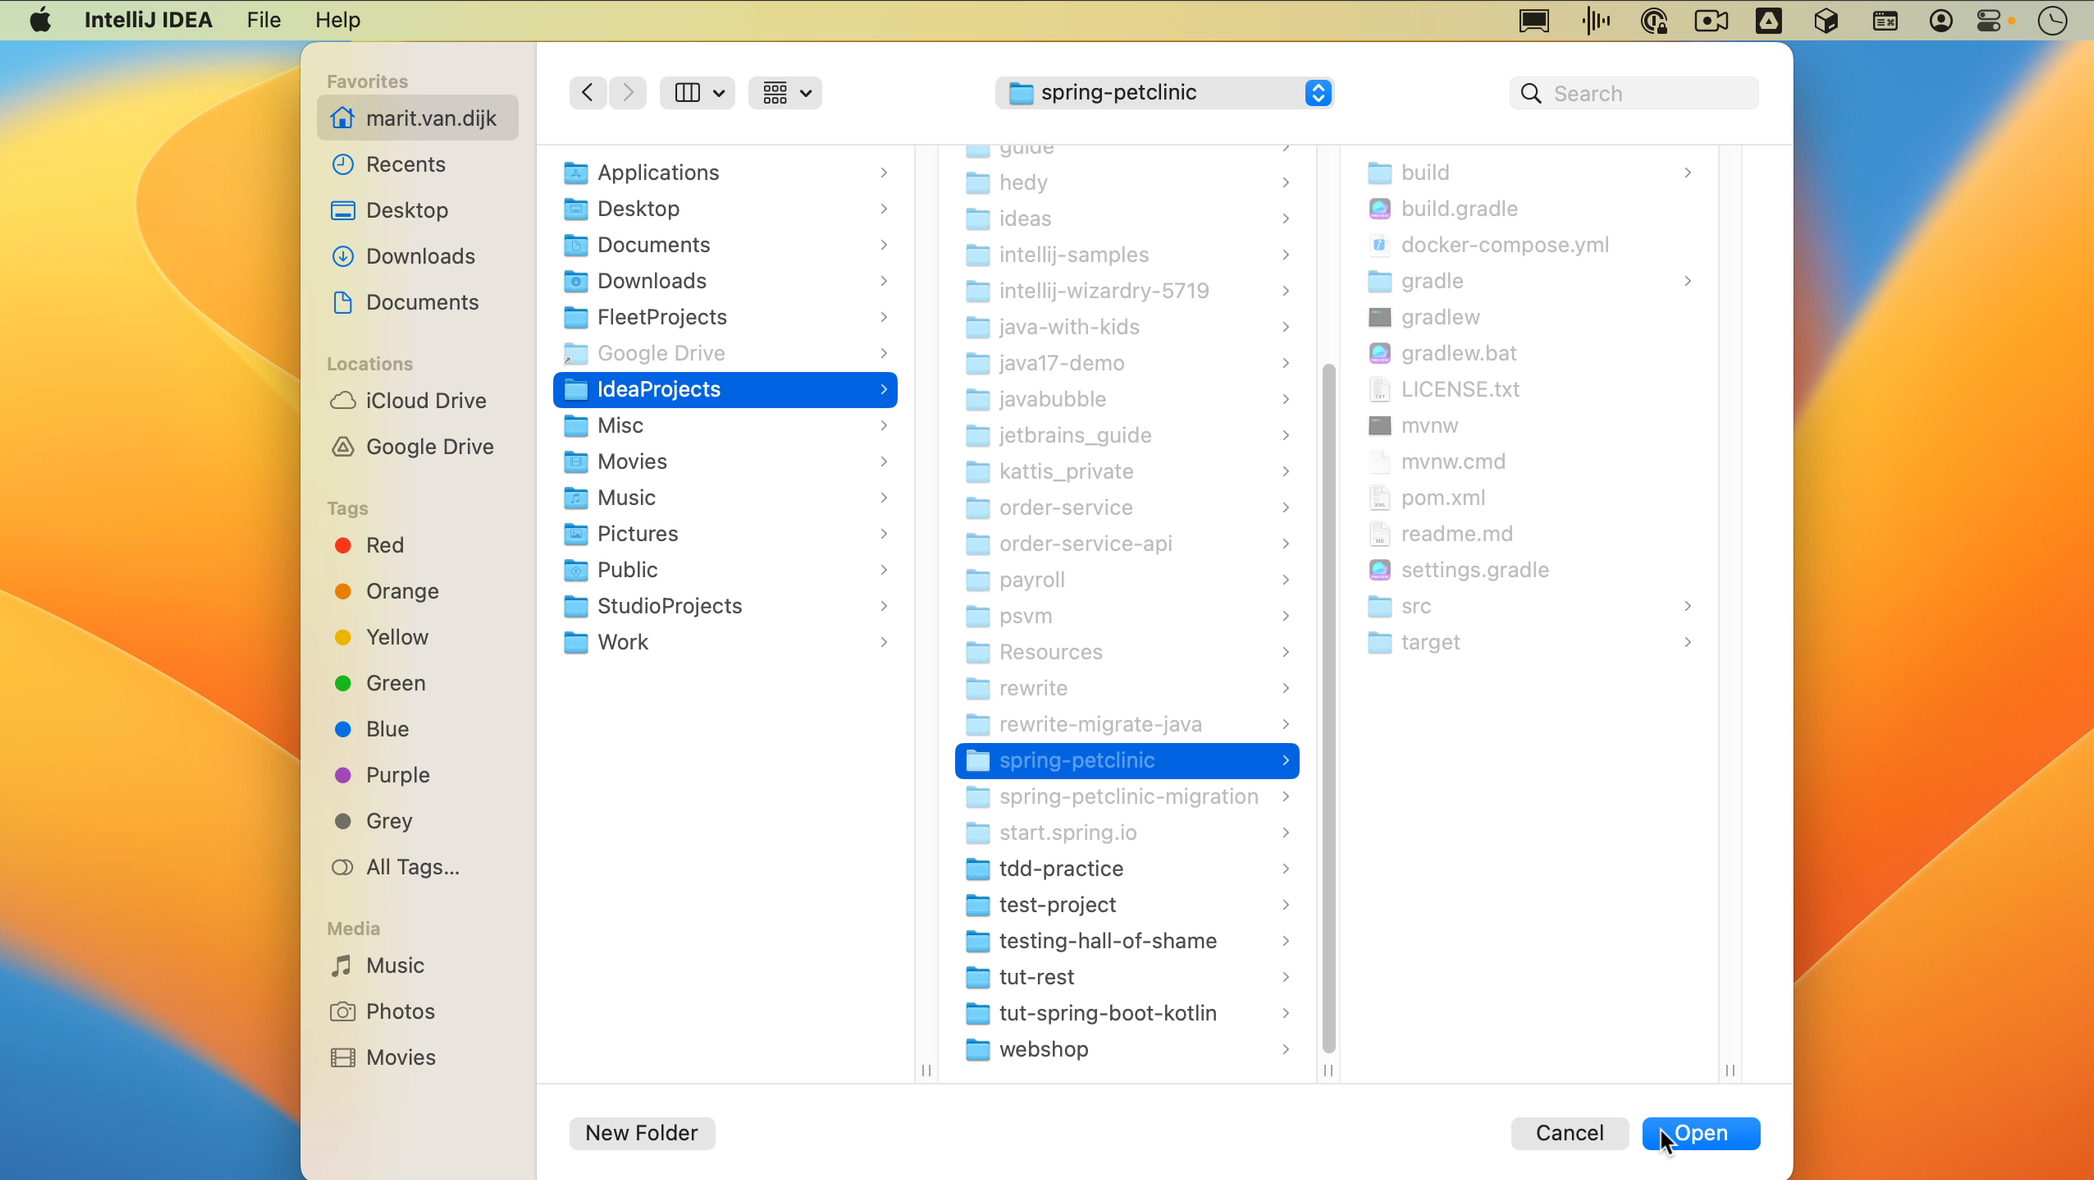 IntelliJ IDEA File Help
Favorites
marit.van.dijk
Recents
Desktop
Downloads
Documents
Locations
iCloud Drive
Google Drive
Tags
Red
Orange
Yellow
Green
Blue
Purple
Grey
All Tags...
Media
Music
Photos
Movies
spring-petclinic
Search
Applications
Desktop
Documents
Downloads
FleetProjects
Google Drive
IdeaProjects
Misc
Movies
Music
Pictures
Public
StudioProjects
Work
guide
hedy
ideas
intellij-samples
intellij-wizardry-5719
java-with-kids
java17-demo
javabubble
jetbrains_guide
kattis_private
order-service
order-service-api
payroll
psvm
Resources
rewrite
rewrite-migrate-java
spring-petclinic
spring-petclinic-migration
start.spring.io
tdd-practice
test-project
testing-hall-of-shame
tut-rest
tut-spring-boot-kotlin
webshop
build
build.gradle
docker-compose.yml
gradle
gradlew
gradlew.bat
LICENSE.txt
mvnw
mvnw.cmd
pom.xml
readme.md
settings.gradle
src
target
New Folder
Cancel
Open